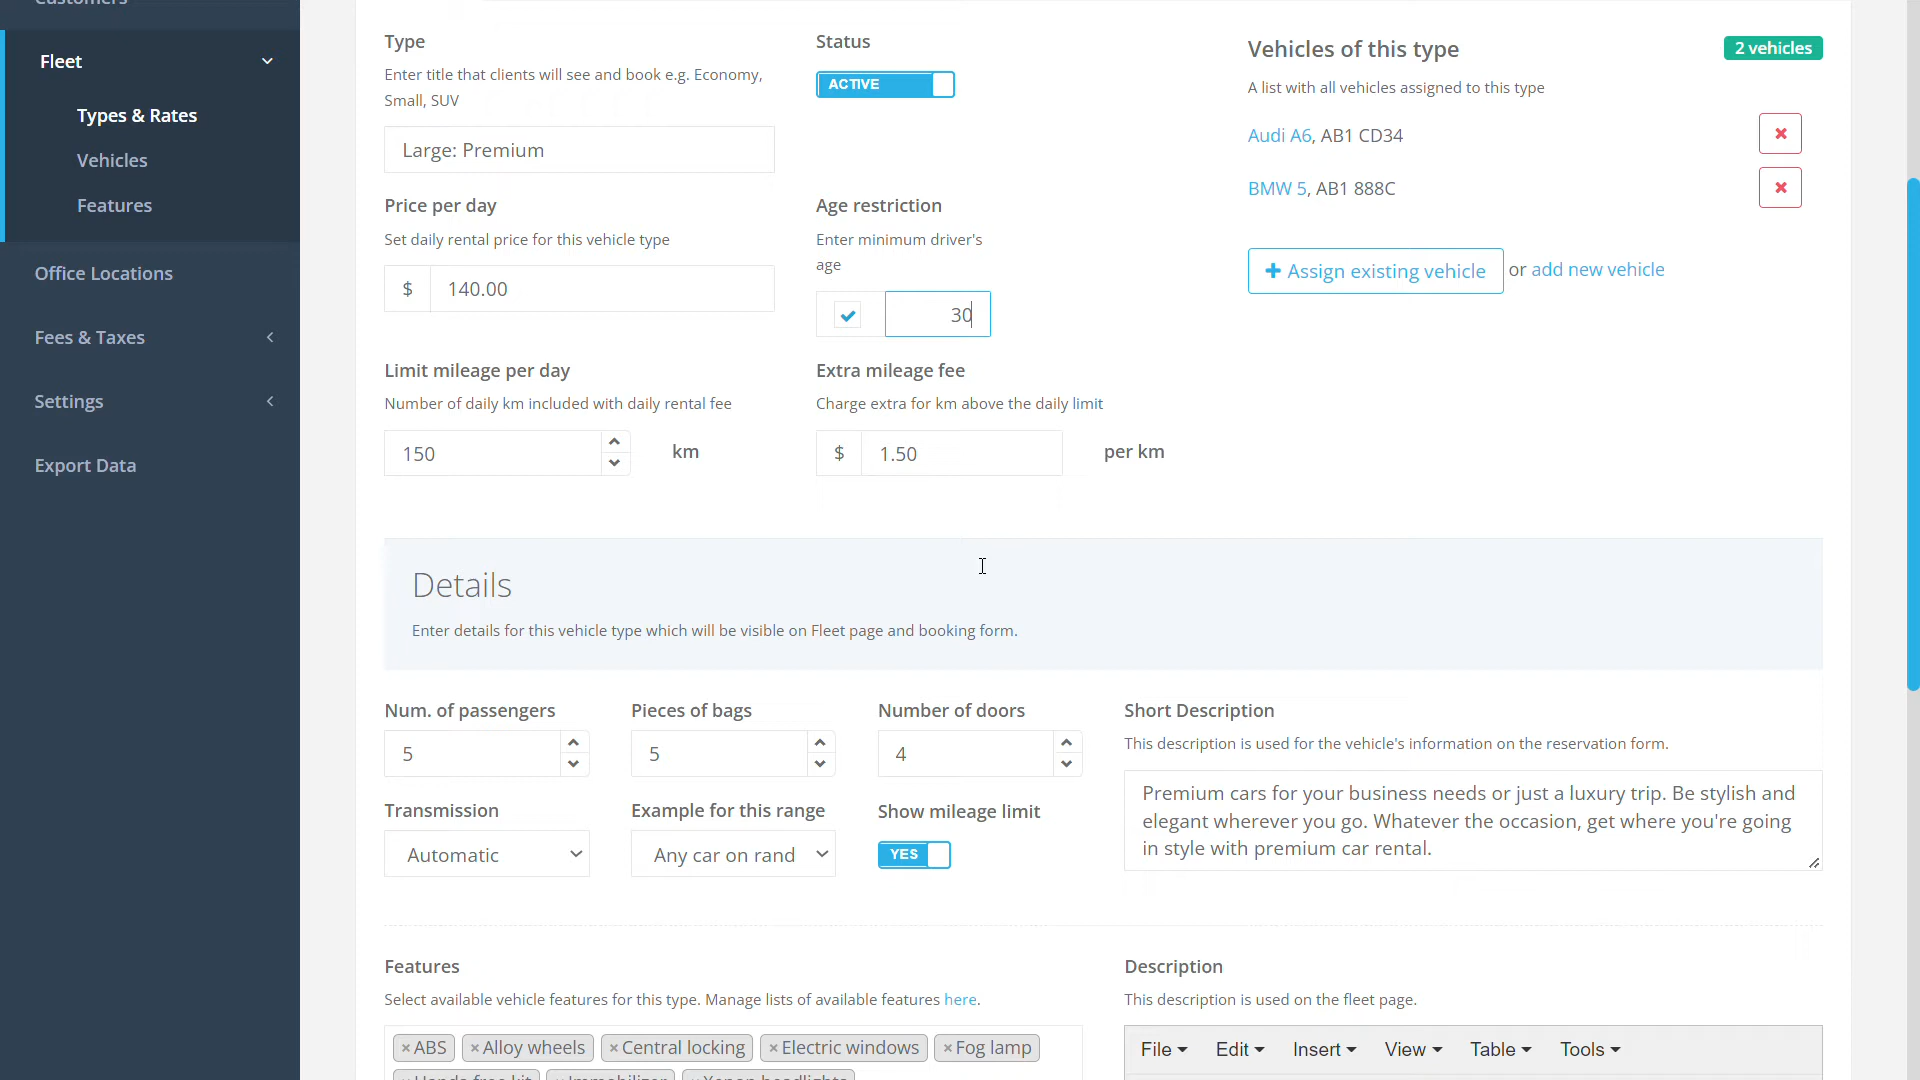 Customers
Fleet
Types & Rates
Vehicles
Features
Office Locations
Fees & Taxes
Settings
Export Data
Type
Enter title that clients will see and book e.g. Economy,
Small, SUV
Large: Premium
Status
ACTIVE
Price per day
Set daily rental price for this vehicle type
$ 140.00
Age restriction
Enter minimum driver's
age
30
Limit mileage per day
Number of daily km included with daily rental fee
150 km
Extra mileage fee
Charge extra for km above the daily limit
$ 1.50 per km
Vehicles of this type
2 vehicles
A list with all vehicles assigned to this type
Audi A6, AB1 CD34
BMW 5, AB1 888C
Assign existing vehicle or add new vehicle
Details
Enter details for this vehicle type which will be visible on Fleet page and booking form.
Num. of passengers
5
Pieces of bags
5
Number of doors
4
Transmission
Automatic
Example for this range
Any car on rand
Show mileage limit
YES
Short Description
This description is used for the vehicle's information on the reservation form.
Premium cars for your business needs or just a luxury trip. Be stylish and
elegant wherever you go. Whatever the occasion, get where you're going
in style with premium car rental.
Features
Select available vehicle features for this type. Manage lists of available features here.
×ABS ×Alloy wheels ×Central locking ×Electric windows ×Fog lamp
×Hands free kit ×Immobilizer ×Xenon headlights
Description
This description is used on the fleet page.
File Edit Insert View Table Tools